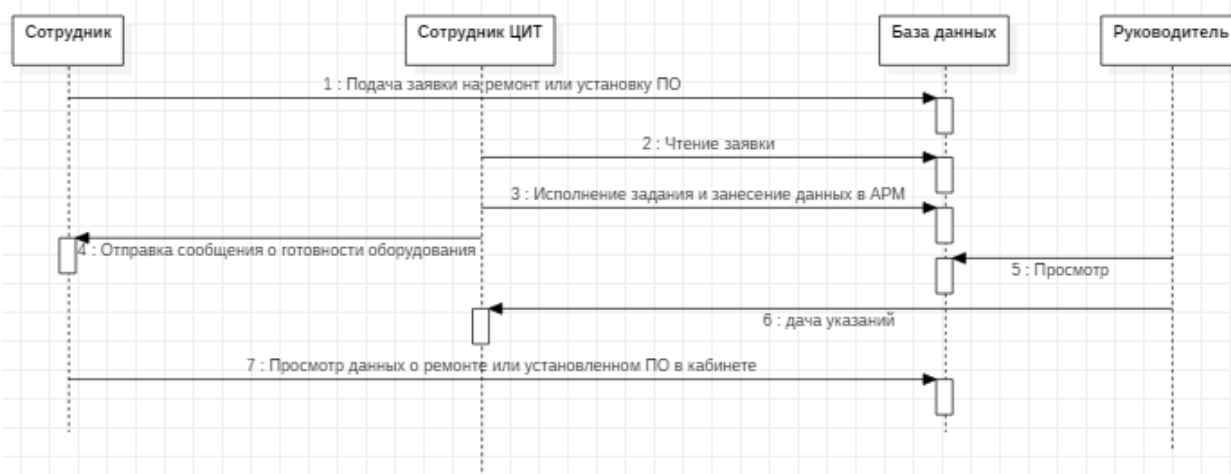 Сотрудник
Сотрудник ЦИТ
База данных
Руководитель
1 : Подача заявки на ремонт или установку ПО
2 : Чтение заявки
3 : Исполнение задания и занесение данных в АРМ
4 : Отправка сообщения о готовности оборудования
5 : Просмотр
6 : дача указаний
7 : Просмотр данных о ремонте или установленном ПО в кабинете